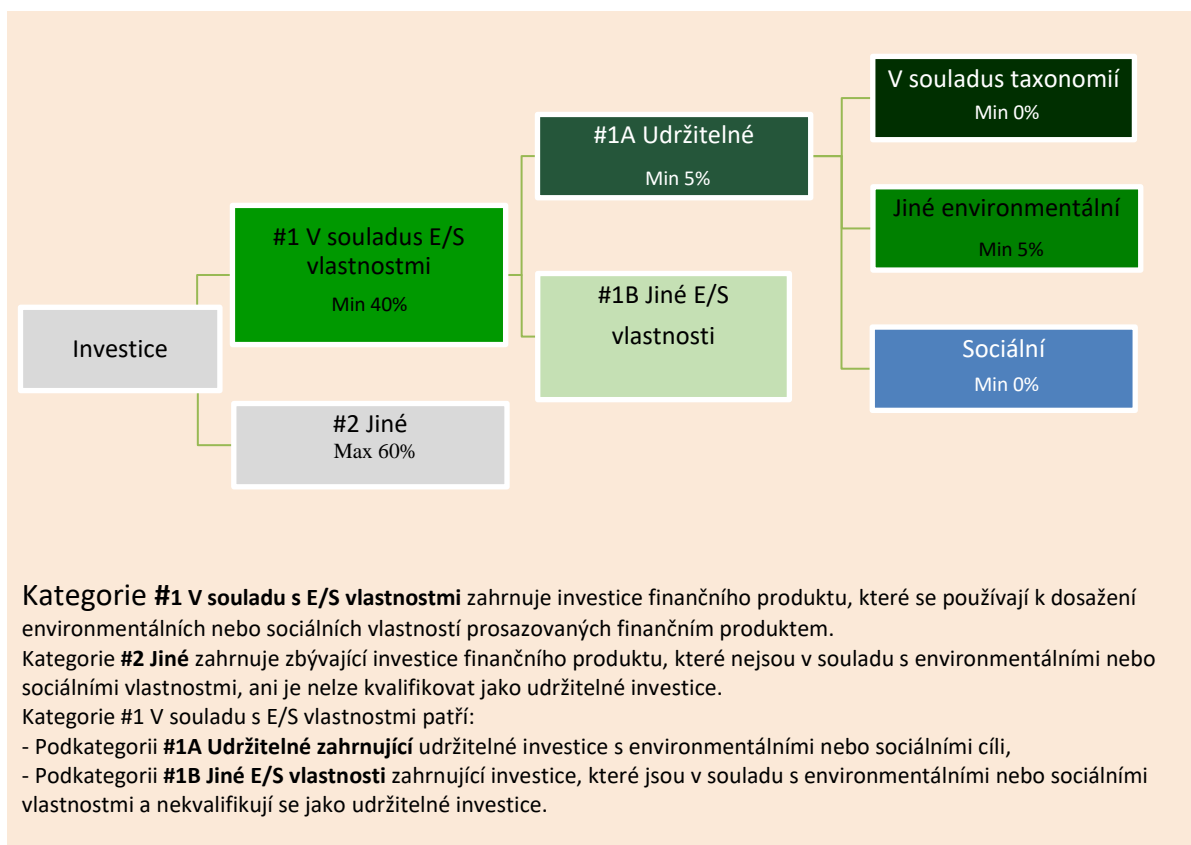 V souladus taxonomií
Min 0%
#1A Udržitelné
Min 5%
Jiné environmentální
Min 5%
#1 V souladus E/S
vlastnostmi
Min 40%
#1B Jiné E/S
vlastnosti
Investice
Sociální
Min 0%
#2 Jiné
Max 60%
Kategorie #1 V souladu s E/S vlastnostmi zahrnuje investice finančního produktu, které se používají k dosažení
environmentálních nebo sociálních vlastností prosazovaných finančním produktem.
Kategorie #2 Jiné zahrnuje zbývající investice finančního produktu, které nejsou v souladu s environmentálními nebo
sociálními vlastnostmi, ani je nelze kvalifikovat jako udržitelné investice.
Kategorie #1 V souladu s E/S vlastnostmi patří:
- Podkategorii #1A Udržitelné zahrnující udržitelné investice s environmentálními nebo sociálními cíli,
- Podkategorii #1B Jiné E/S vlastnosti zahrnující investice, které jsou v souladu s environmentálními nebo sociálními
vlastnostmi a nekvalifikují se jako udržitelné investice.